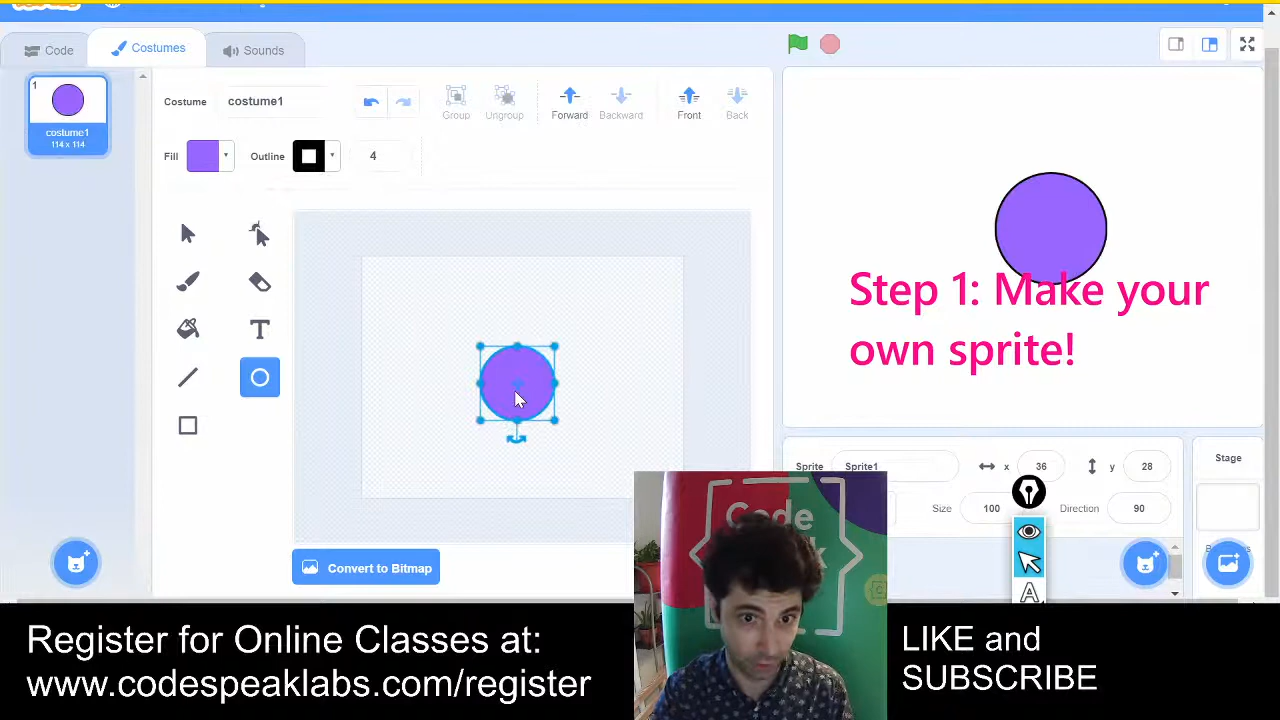 Code
Costumes
Sounds
1
costume1
114 x 114
Costume
costume1
Group
Ungroup
Forward
Backward
Front
Back
Fill
Outline
4
Step 1: Make your
own sprite!
Convert to Bitmap
Sprite
Sprite1
x
36
y
28
Size
100
Direction
90
Stage
A
Code
Register for Online Classes at:
www.codespeaklabs.com/register
LIKE and
SUBSCRIBE